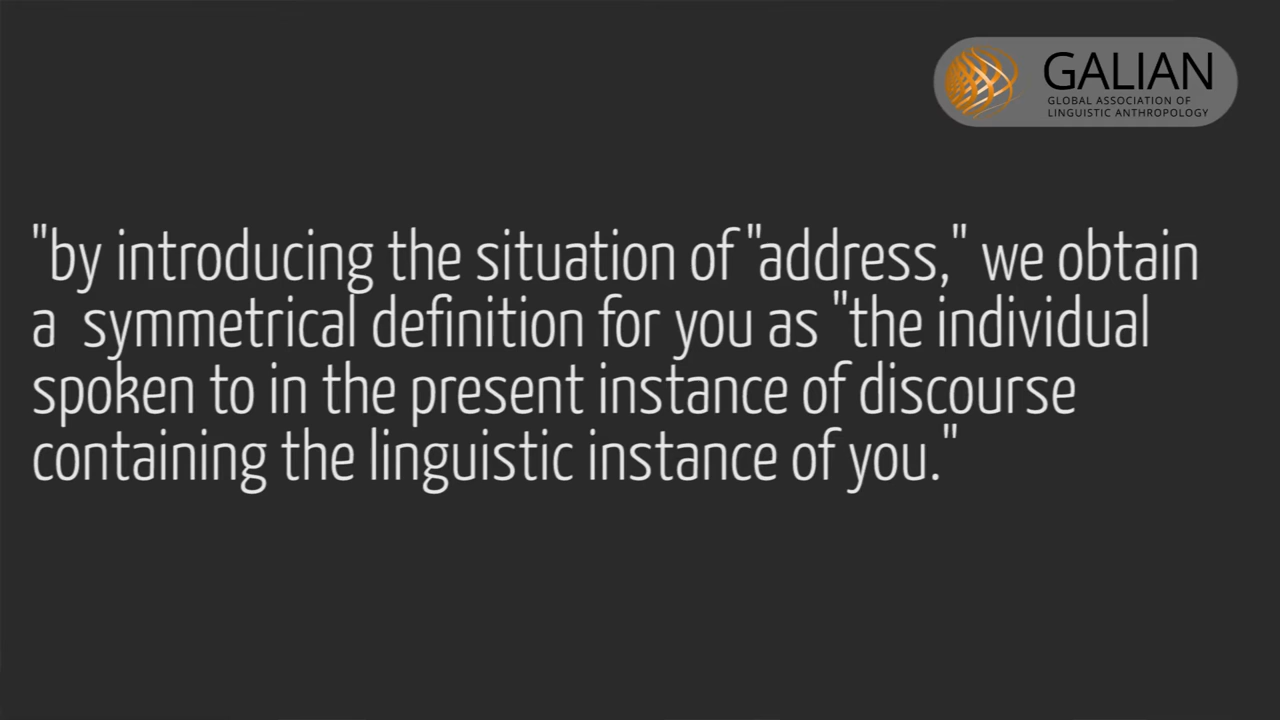 GALIAN
GLOBAL ASSOCIATION OF
LINGUISTIC ANTHROPOLOGY
"by introducing the situation of "address," we obtain
a  symmetrical definition for you as "the individual
spoken to in the present instance of discourse
containing the linguistic instance of you."